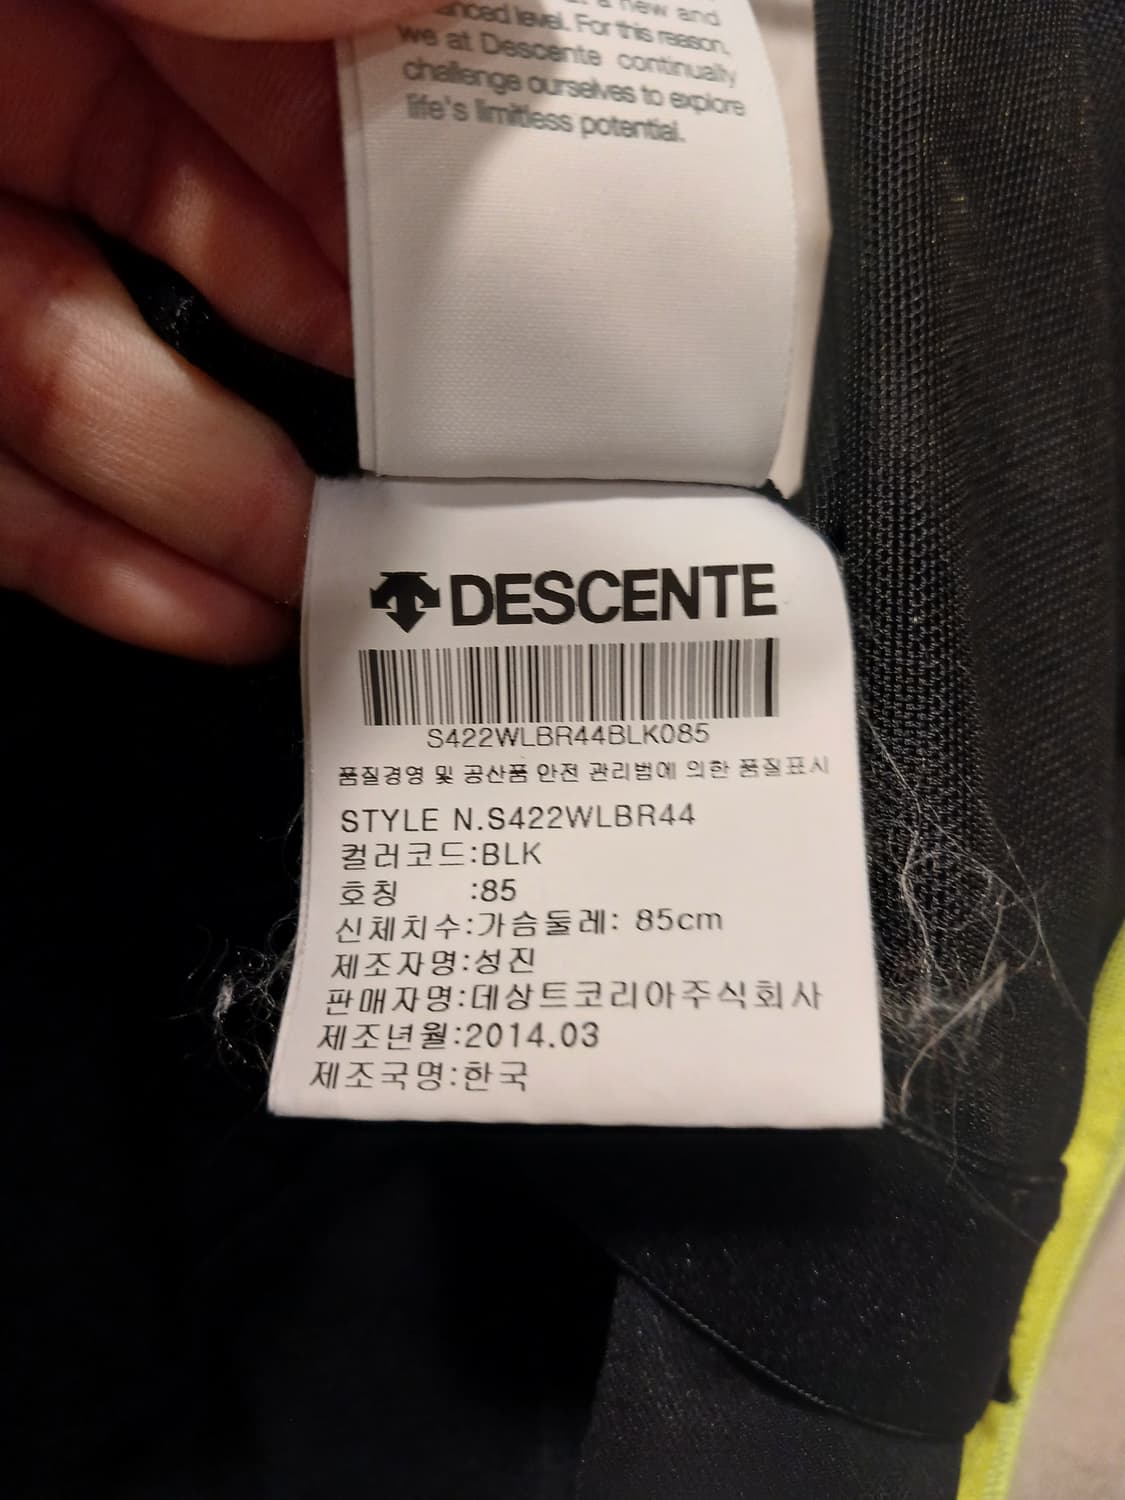 new and
level. For this reason,
we at Descente continually
challenge ourselves to explore
life's limitless potential.
DESCENTE
S422WLBR44BLK085
품질경영 및 공산품 안전 관리법에 의한 품질표시
STYLE N.S422WLBR44
컬러코드:BLK
호칭 :85
신체치수:가슴둘레: 85cm
제조자명:성진
판매자명:데상트코리아주식회사
제조년월:2014.03
제조국명:한국